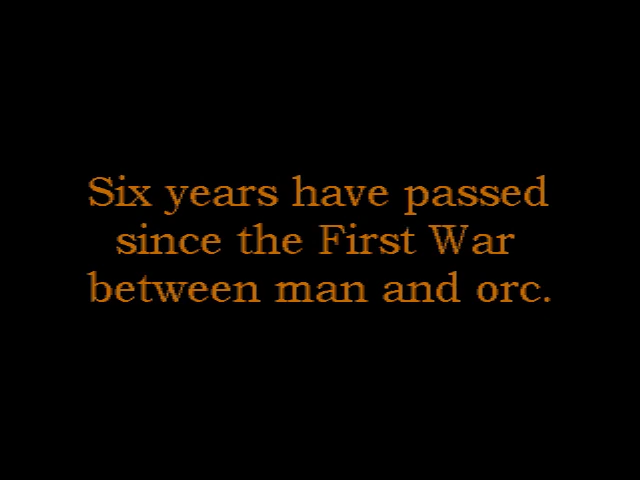 Six years have passed
since the First War
between man and orc.